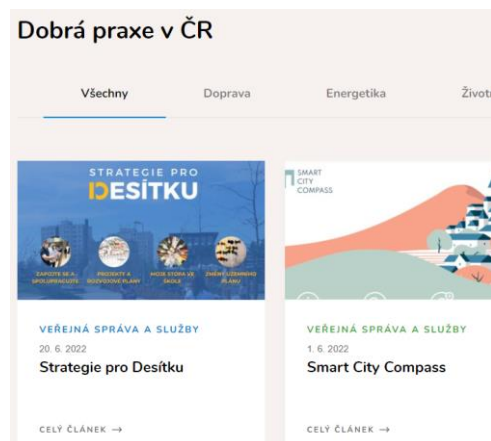 Dobrá praxe v ČR
Všechny
Doprava
Energetika
Život
STRATEGIE PRO
DESÍTKU
ZAPOJTE SE A
SPOLUPRACUJTE
PROJEKTY A
ROZVOJOVÉ PLÁNY
MOJE STOPA VE
ŠKOLE
ZMĚNY ÚZEMNÍHO
PLÁNU
VEŘEJNÁ SPRÁVA A SLUŽBY
20. 6. 2022
Strategie pro Desítku
CELÝ ČLÁNEK →
SMART
CITY
COMPASS
VEŘEJNÁ SPRÁVA A SLUŽBY
1. 6. 2022
Smart City Compass
CELÝ ČLÁNEK →